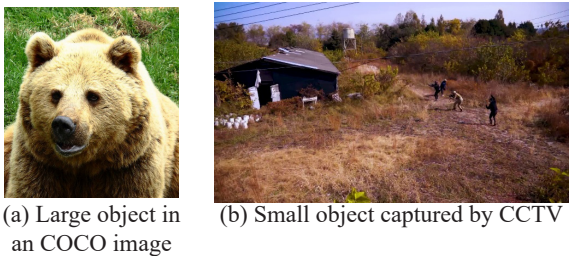 (a) Large object in
an COCO image
(b) Small object captured by CCTV